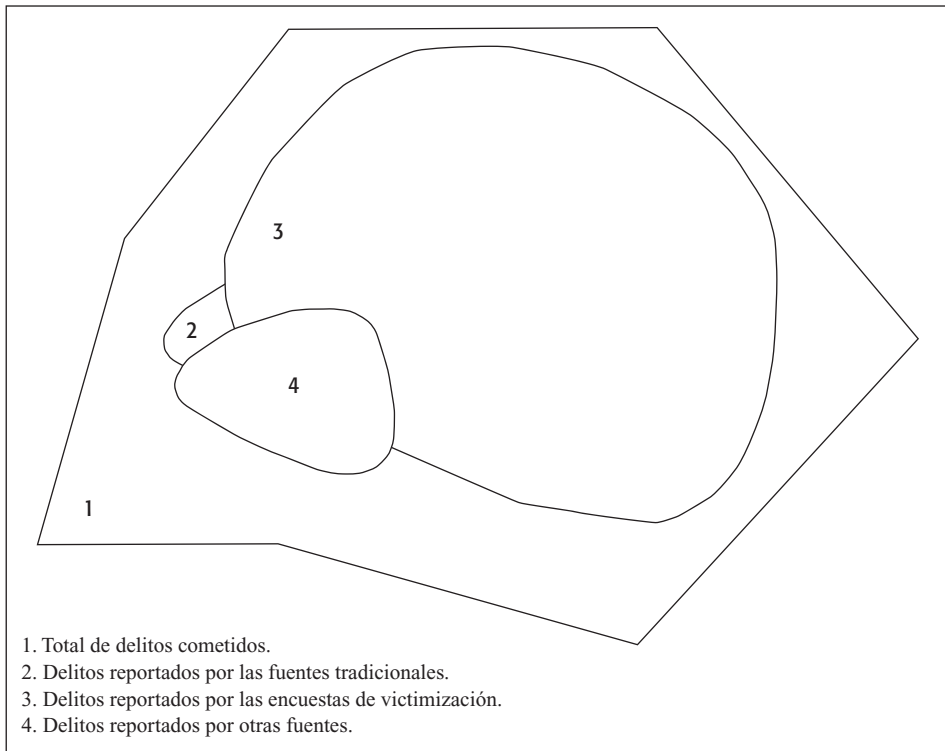 3
2
4
1
1. Total de delitos cometidos.
2. Delitos reportados por las fuentes tradicionales.
3. Delitos reportados por las encuestas de victimización.
4. Delitos reportados por otras fuentes.